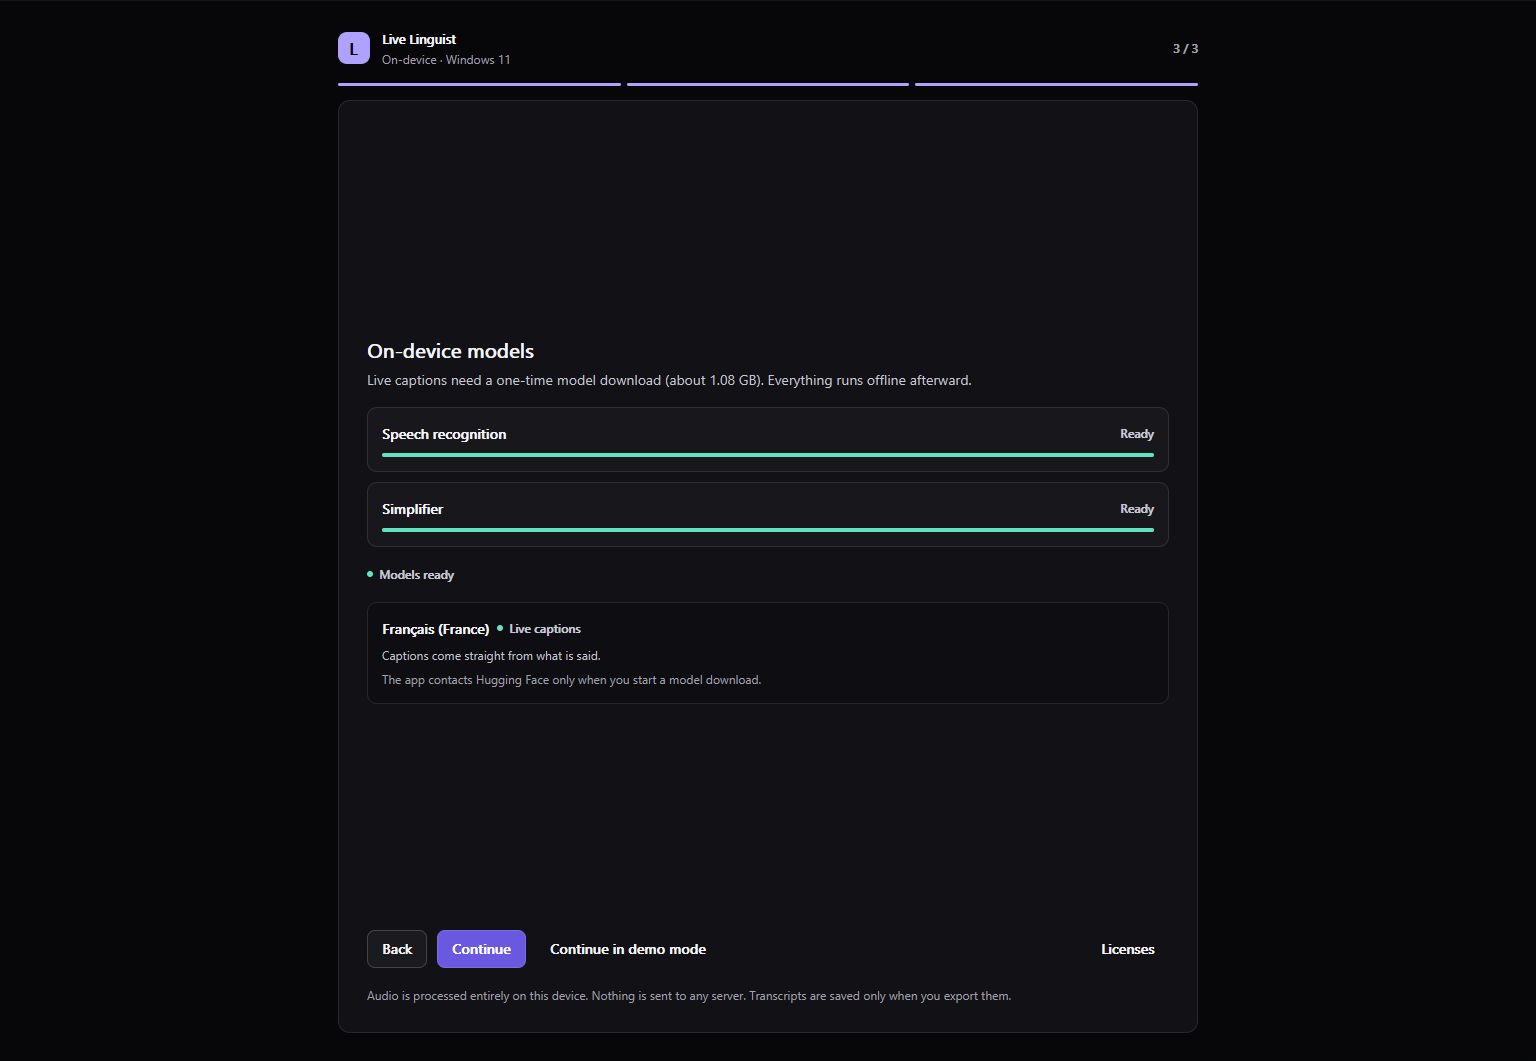 L
Live Linguist
On-device · Windows 11
3 / 3
On-device models
Live captions need a one-time model download (about 1.08 GB). Everything runs offline afterward.
Speech recognition
Ready
Simplifier
Ready
Models ready
Français (France) Live captions
Captions come straight from what is said.
The app contacts Hugging Face only when you start a model download.
Back
Continue
Continue in demo mode
Licenses
Audio is processed entirely on this device. Nothing is sent to any server. Transcripts are saved only when you export them.